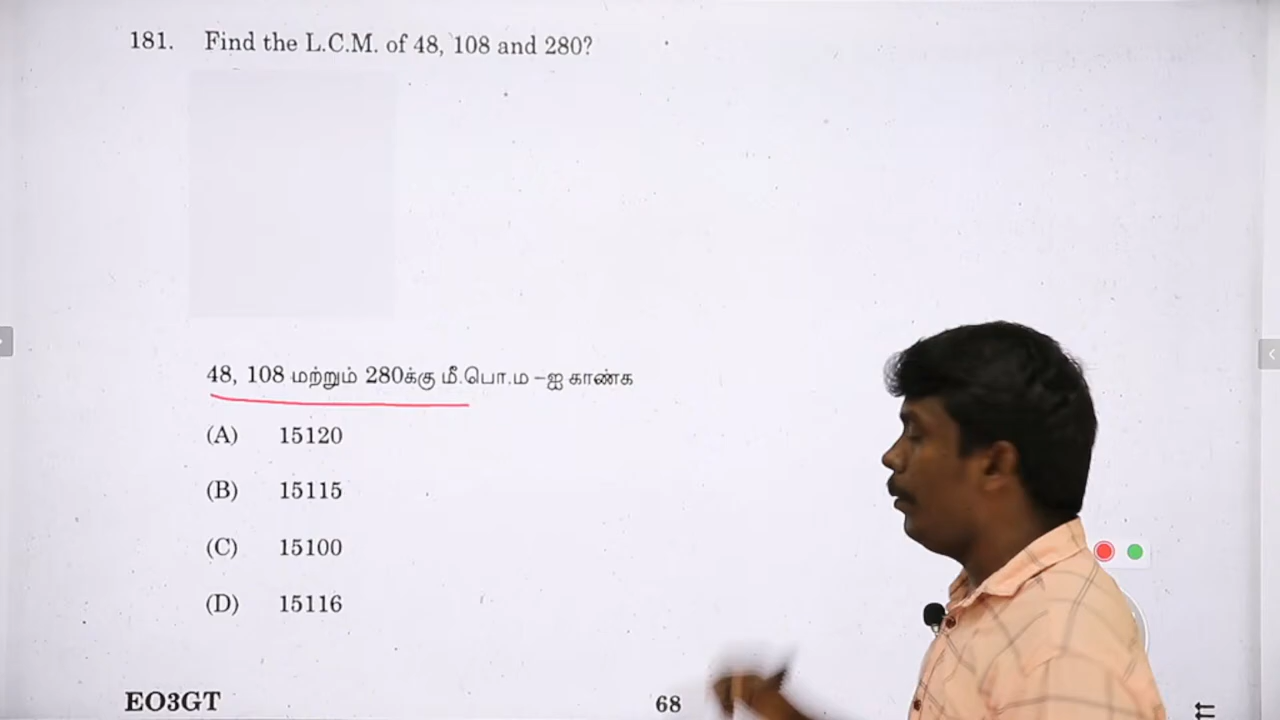 181. Find the L.C.M. of 48, 108 and 280?
48, 108 மற்றும் 280க்கு மீ.பொ.ம –ஐ காண்க
(A) 15120
(B) 15115
(C) 15100
(D) 15116
EO3GT 68